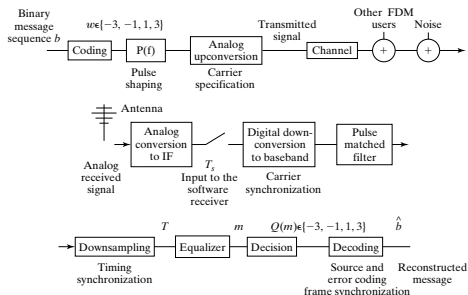 Binary
message
sequence b
wϵ{−3, −1, 1, 3}
Coding
P(f)
Pulse
shaping
Analog
upconversion
Carrier
specification
Transmitted
signal
Channel
Other FDM
users
+
Noise
+
Antenna
Analog
received
signal
Analog
conversion
to IF
Ts
Input to the
software
receiver
Digital down-
conversion
to baseband
Carrier
synchronization
Pulse
matched
filter
Downsampling
Timing
synchronization
T
Equalizer
m
Decision
Q(m)ϵ{−3, −1, 1, 3}
Decoding
Source and
error coding
frame synchronization
b̂
Reconstructed
message